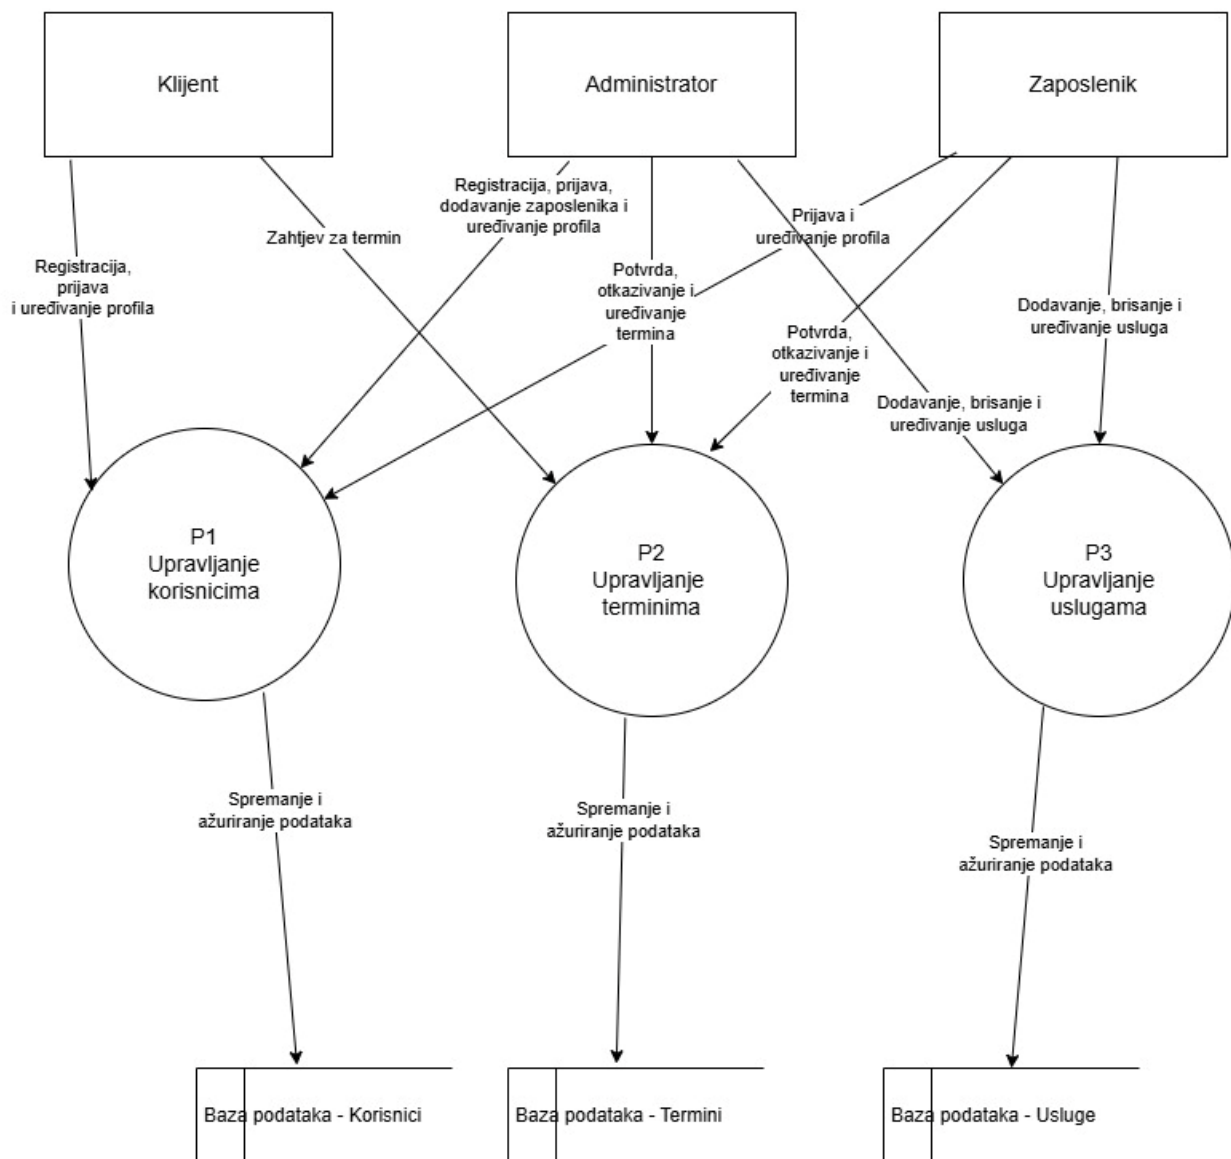 Klijent
Administrator
Zaposlenik
Registracija, prijava,
dodavanje zaposlenika i
uređivanje profila
Prijava i
uređivanje profila
Zahtjev za termin
Registracija,
prijava
i uređivanje profila
Potvrda,
otkazivanje i
uređivanje
termina
Dodavanje, brisanje i
uređivanje usluga
Potvrda,
otkazivanje i
uređivanje
termina
Dodavanje, brisanje i
uređivanje usluga
P1
Upravljanje
korisnicima
P2
Upravljanje
terminima
P3
Upravljanje
uslugama
Spremanje i
ažuriranje podataka
Spremanje i
ažuriranje podataka
Spremanje i
ažuriranje podataka
Baza podataka - Korisnici
Baza podataka - Termini
Baza podataka - Usluge